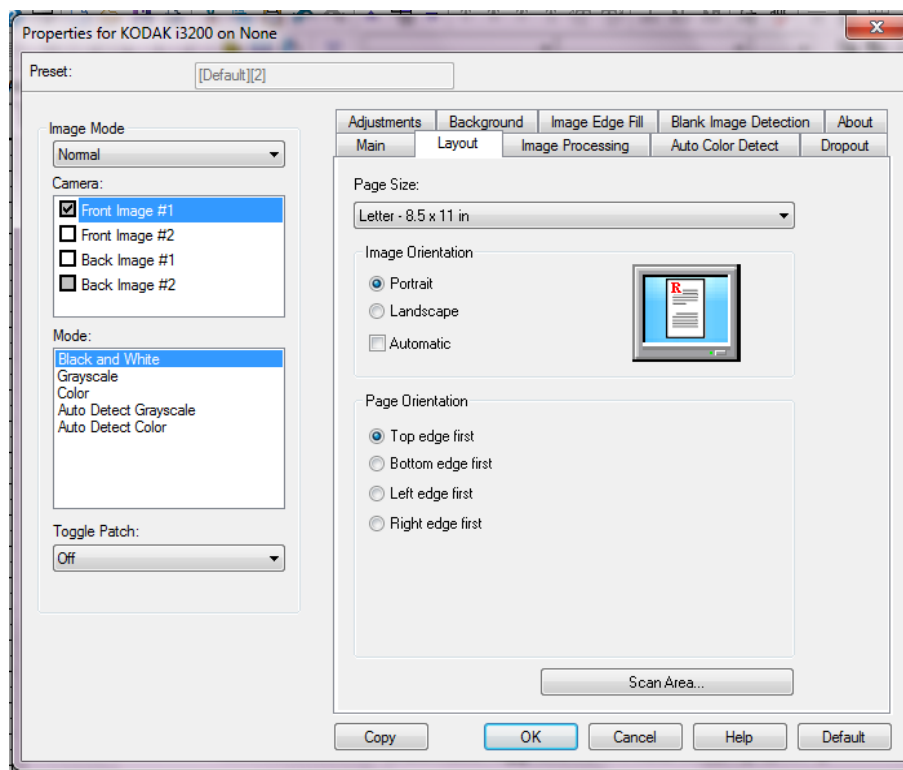 Properties for KODAK i3200 on None
X
Preset:
[Default][2]
Image Mode
Normal
Camera:
Front Image #1
Front Image #2
Back Image #1
Back Image #2
Mode:
Black and White
Grayscale
Color
Auto Detect Grayscale
Auto Detect Color
Toggle Patch:
Off
Adjustments Background Image Edge Fill Blank Image Detection About
Main Layout Image Processing Auto Color Detect Dropout
Page Size:
Letter - 8.5 x 11 in
Image Orientation
Portrait
Landscape
Automatic
R
Page Orientation
Top edge first
Bottom edge first
Left edge first
Right edge first
Scan Area...
Copy OK Cancel Help Default